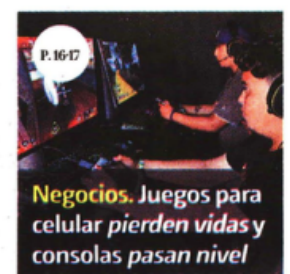 P. 16-17
Negocios. Juegos para
celular pierden vidas y
consolas pasan nivel